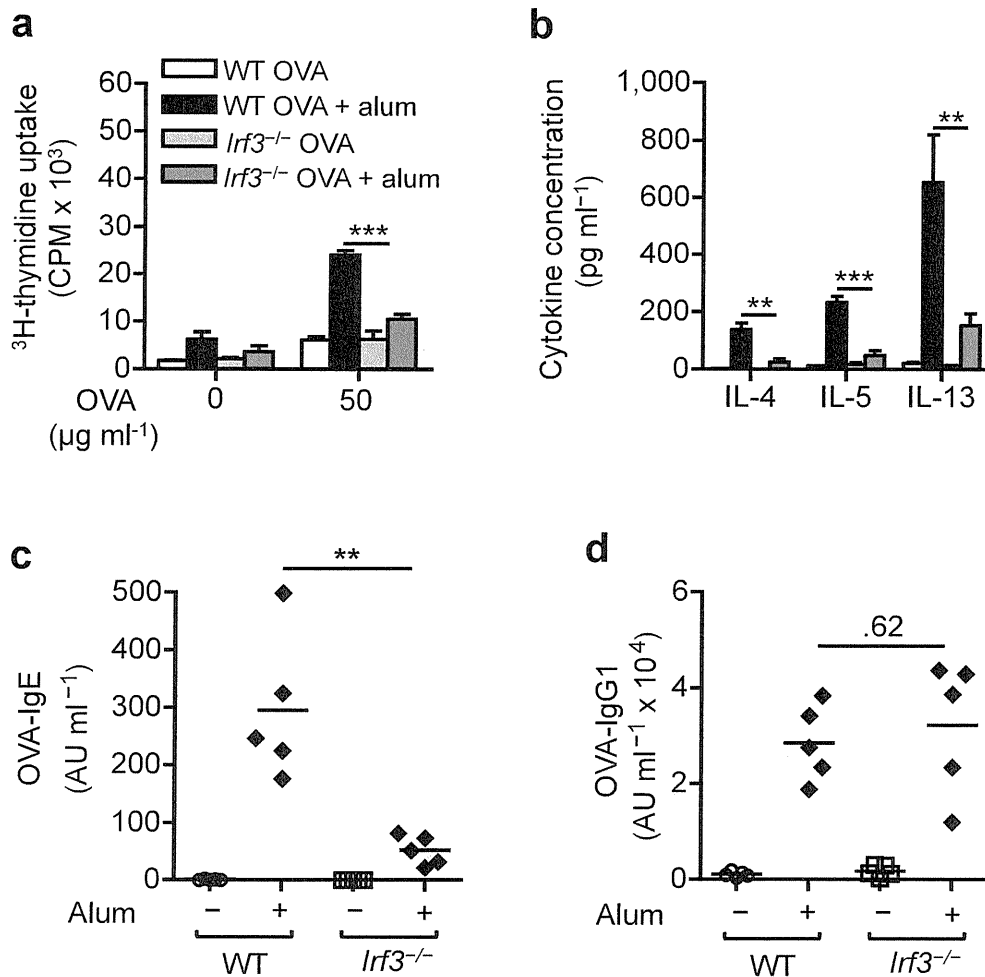 a
³H-thymidine uptake
(CPM x 10³)
60
50
40
30
20
10
0
WT OVA
WT OVA + alum
Irf3⁻/⁻ OVA
Irf3⁻/⁻ OVA + alum
***
OVA
(µg ml⁻¹)
0
50
b
Cytokine concentration
(pg ml⁻¹)
1,000
800
600
400
200
0
**
***
**
IL-4
IL-5
IL-13
c
OVA-IgE
(AU ml⁻¹)
500
400
300
200
100
0
**
Alum
− + − +
WT
Irf3⁻/⁻
d
OVA-IgG1
(AU ml⁻¹ x 10⁴)
6
4
2
0
.62
Alum
− + − +
WT
Irf3⁻/⁻